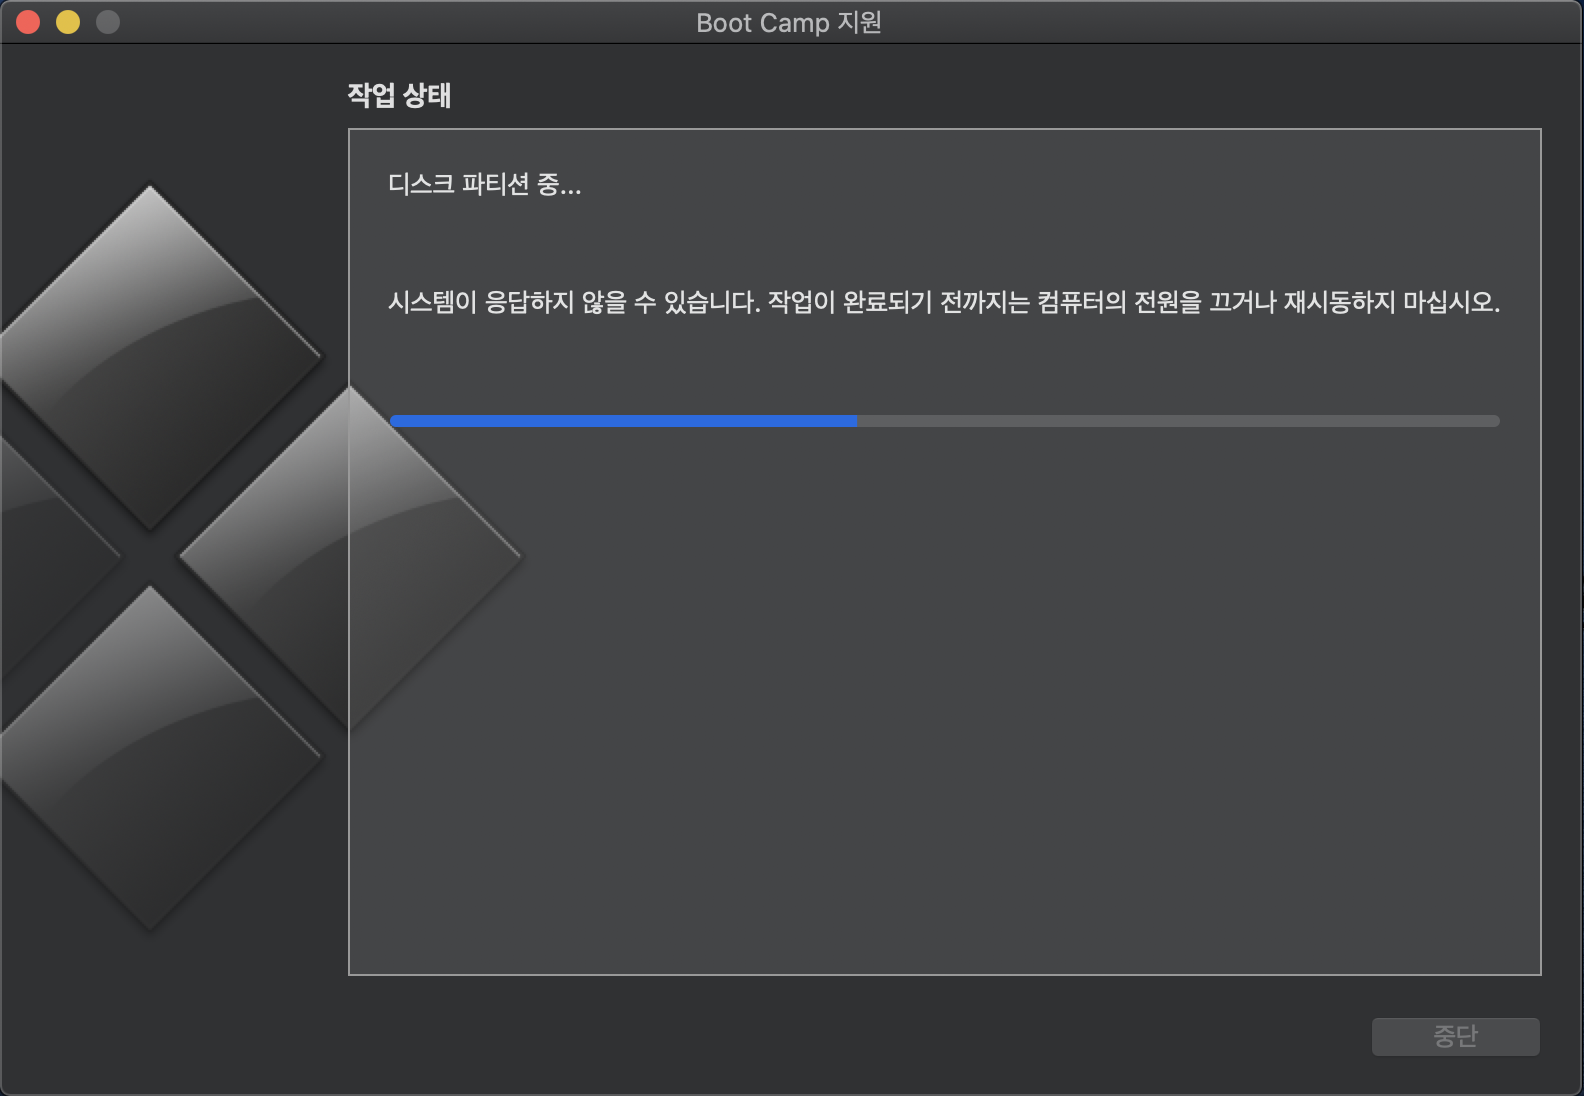 Boot Camp 지원
작업 상태
디스크 파티션 중...
시스템이 응답하지 않을 수 있습니다. 작업이 완료되기 전까지는 컴퓨터의 전원을 끄거나 재시동하지 마십시오.
중단